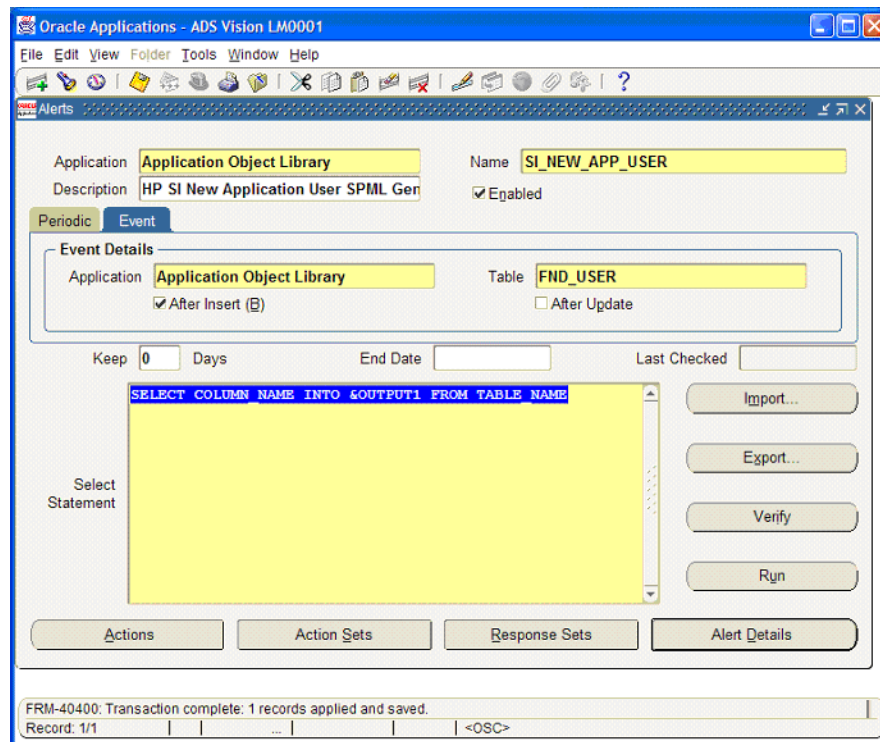 Oracle Applications - ADS Vision LM0001
File Edit View Folder Tools Window Help
?
Alerts
Application Application Object Library Name SI_NEW_APP_USER
Description HP SI New Application User SPML Gen Enabled
Periodic Event
Event Details
Application Application Object Library Table FND_USER
After Insert (B) After Update
Keep 0 Days End Date Last Checked
SELECT COLUMN_NAME INTO &OUTPUT1 FROM TABLE_NAME
Import...
Export...
Select
Statement
Verify
Run
Actions Action Sets Response Sets Alert Details
FRM-40400: Transaction complete: 1 records applied and saved.
Record: 1/1 ... <OSC>